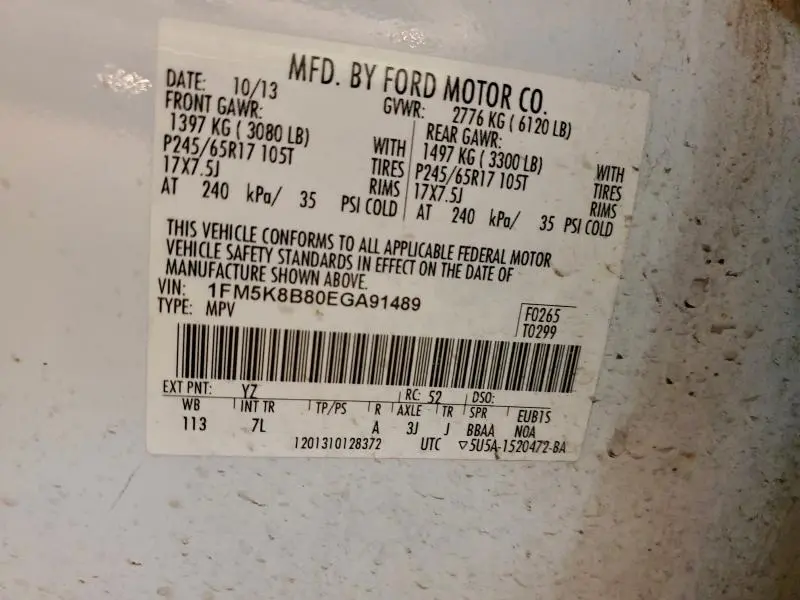 MFD. BY FORD MOTOR CO.
DATE: 10/13
GVWR: 2776 KG ( 6120 LB)
FRONT GAWR:
1397 KG ( 3080 LB)
WITH
P245/65R17 105T
TIRES
17X7.5J
RIMS
AT 240 kPa/ 35 PSI COLD
REAR GAWR:
1497 KG ( 3300 LB)
WITH
P245/65R17 105T
TIRES
17X7.5J
RIMS
AT 240 kPa/ 35 PSI COLD
THIS VEHICLE CONFORMS TO ALL APPLICABLE FEDERAL MOTOR
VEHICLE SAFETY STANDARDS IN EFFECT ON THE DATE OF
MANUFACTURE SHOWN ABOVE.
VIN: 1FM5K8B80EGA91489
TYPE: MPV
F0265
T0299
EXT PNT: YZ RC: 52 DSO:
WB INT TR TP/PS R AXLE TR SPR EUB15
113 7L A 3J J BBAA NOA
1201310128372 UTC ▽5U5A-1520472-BA